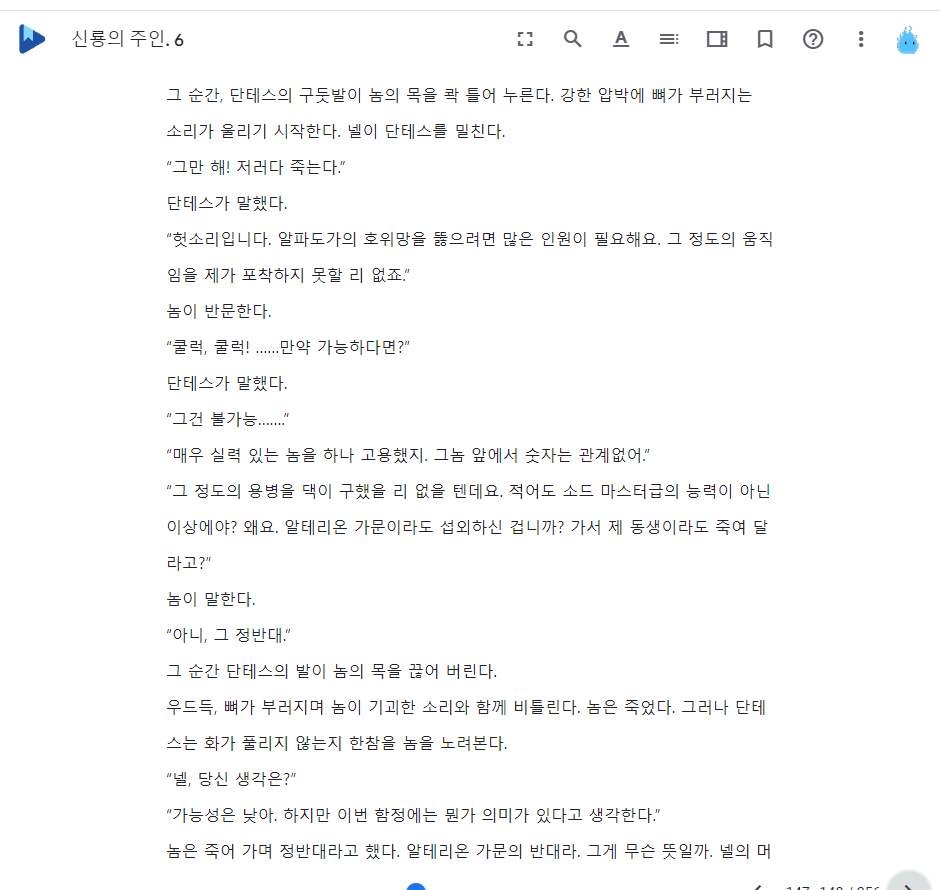 신룡의 주인. 6
그 순간, 단테스의 구둣발이 놈의 목을 콱 틀어 누른다. 강한 압박에 뼈가 부러지는
소리가 울리기 시작한다. 넬이 단테스를 밀친다.
“그만 해! 저러다 죽는다.”
단테스가 말했다.
“헛소리입니다. 알파도가의 호위망을 뚫으려면 많은 인원이 필요해요. 그 정도의 움직
임을 제가 포착하지 못할 리 없죠.”
놈이 반문한다.
“쿨럭, 쿨럭! ……만약 가능하다면?”
단테스가 말했다.
“그건 불가능…….”
“매우 실력 있는 놈을 하나 고용했지. 그놈 앞에서 숫자는 관계없어.”
“그 정도의 용병을 댁이 구했을 리 없을 텐데요. 적어도 소드 마스터급의 능력이 아닌
이상에야? 왜요. 알테리온 가문이라도 섭외하신 겁니까? 가서 제 동생이라도 죽여 달
라고?”
놈이 말한다.
“아니, 그 정반대.”
그 순간 단테스의 발이 놈의 목을 끊어 버린다.
우드득, 뼈가 부러지며 놈이 기괴한 소리와 함께 비틀린다. 놈은 죽었다. 그러나 단테
스는 화가 풀리지 않는지 한참을 놈을 노려본다.
“넬, 당신 생각은?”
“가능성은 낮아. 하지만 이번 함정에는 뭔가 의미가 있다고 생각한다.”
놈은 죽어 가며 정반대라고 했다. 알테리온 가문의 반대라. 그게 무슨 뜻일까. 넬의 머